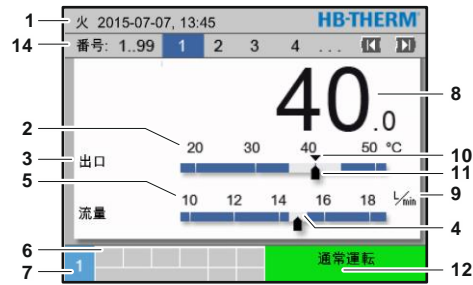 1 火 2015-07-07, 13:45 HB-THERM
14 番号: 1..99 1 2 3 4 ...
40.0 8
2 20 30 40 50 °C 10
3 出口 11
5 10 12 14 16 18 L/min 9
流量 4
6
7 1 通常運転 12